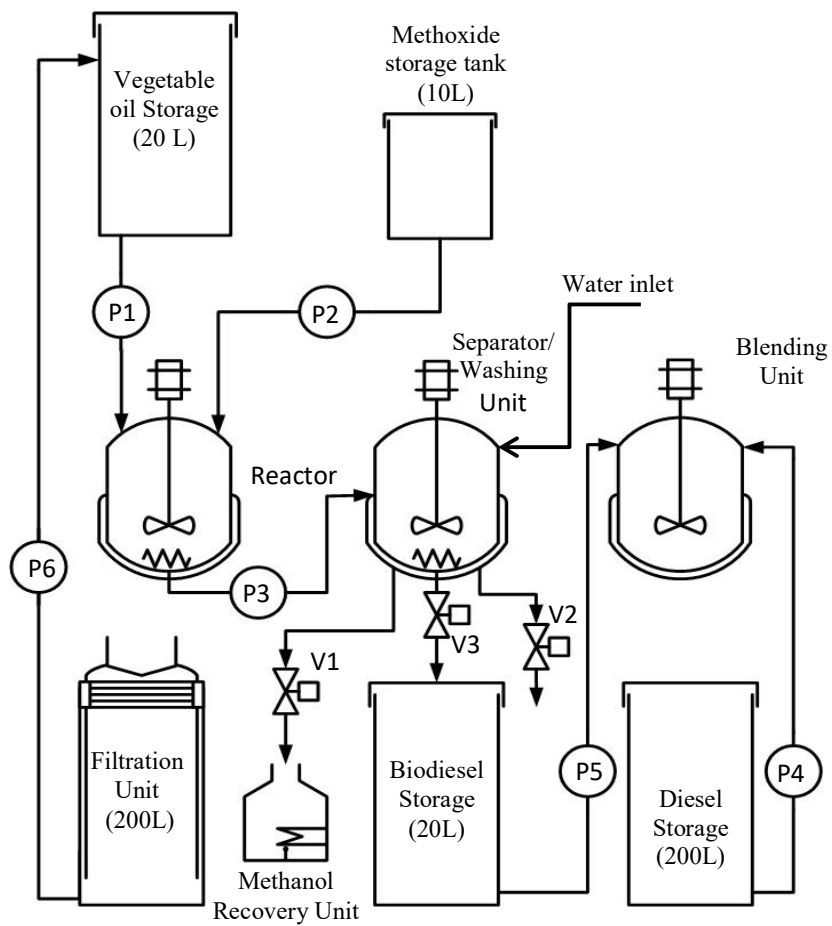 Vegetable
oil Storage
(20 L)
Methoxide
storage tank
(10L)
P1
P2
Water inlet
Separator/
Washing
Unit
Blending
Unit
Reactor
P6
P3
V1
V3
V2
Filtration
Unit
(200L)
Methanol
Recovery Unit
Biodiesel
Storage
(20L)
P5
P4
Diesel
Storage
(200L)